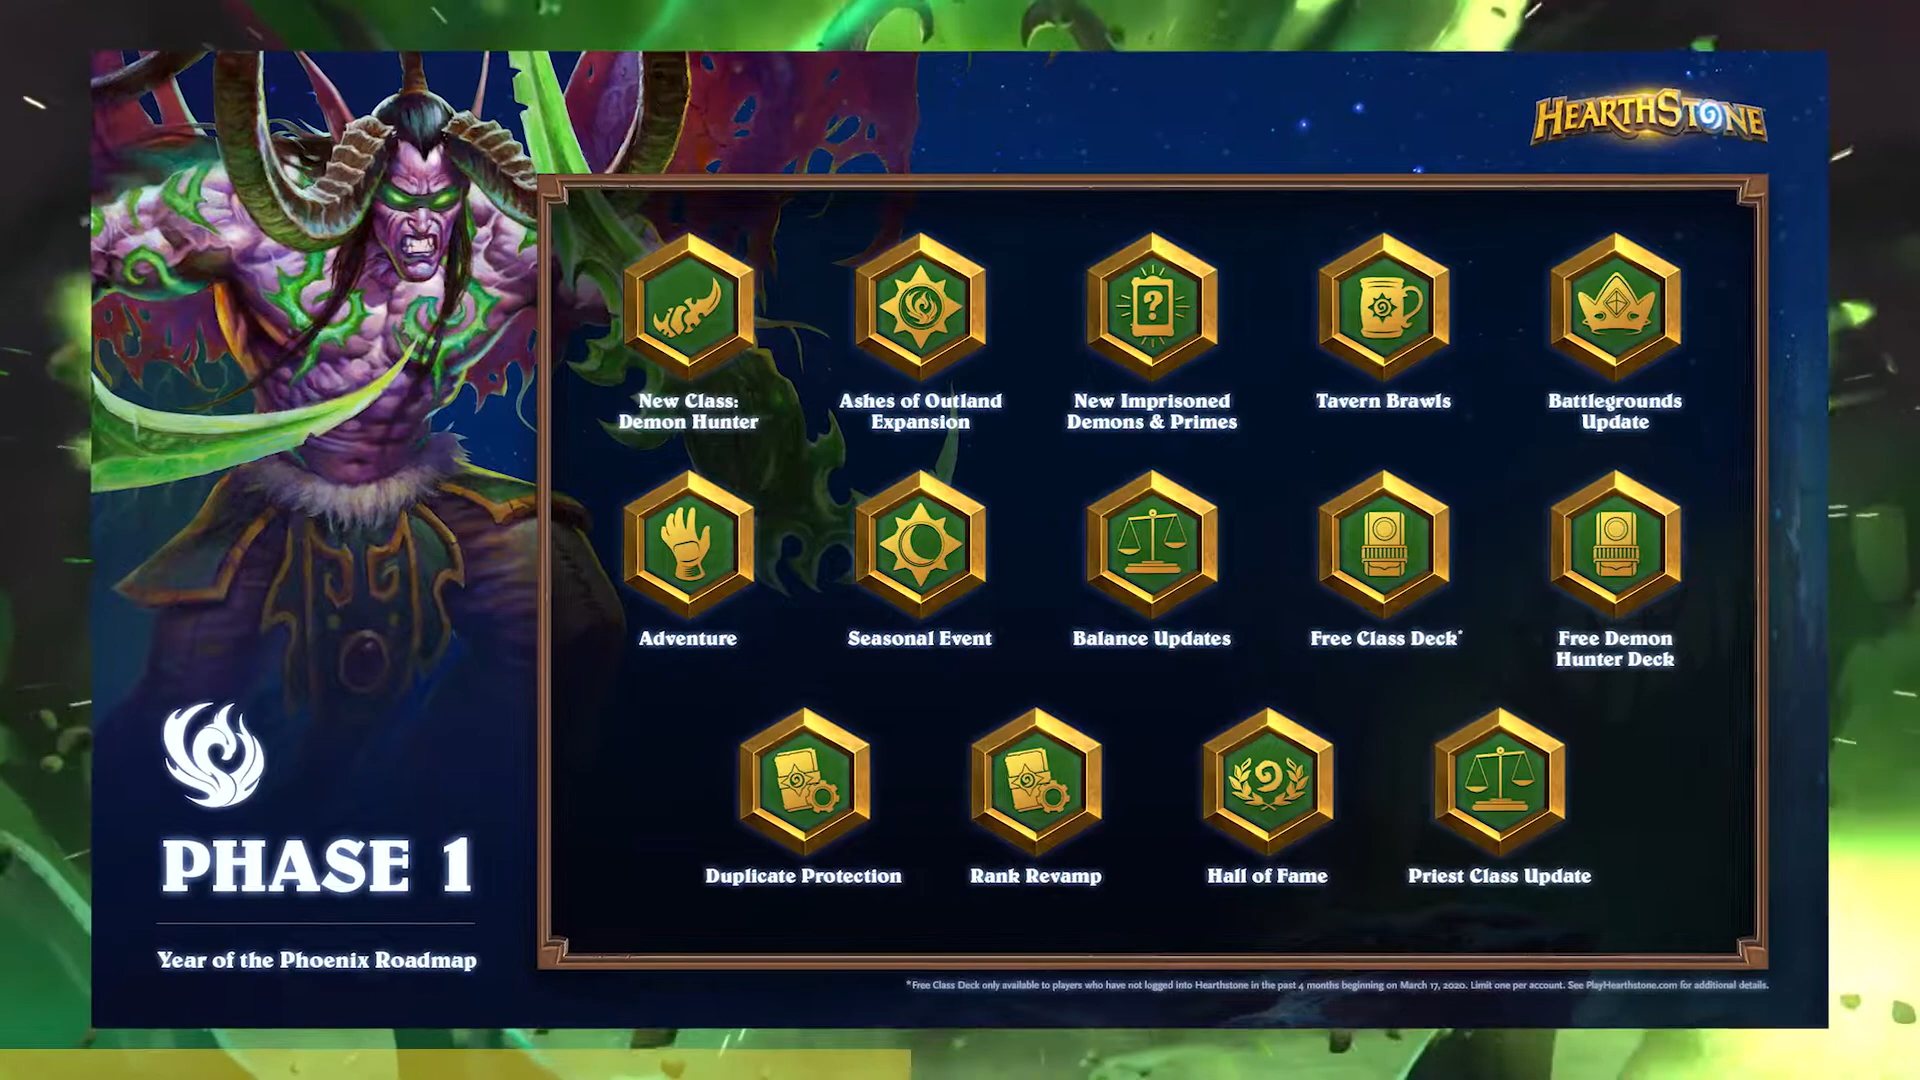 HEARTHSTONE
New Class:
Demon Hunter
Ashes of Outland
Expansion
New Imprisoned
Demons & Primes
Tavern Brawls
Battlegrounds
Update
Adventure
Seasonal Event
Balance Updates
Free Class Deck*
Free Demon
Hunter Deck
Duplicate Protection
Rank Revamp
Hall of Fame
Priest Class Update
PHASE 1
Year of the Phoenix Roadmap
*Free Class Deck only available to players who have not logged into Hearthstone in the past 4 months beginning on March 17, 2020. Limit one per account. See PlayHearthstone.com for additional details.